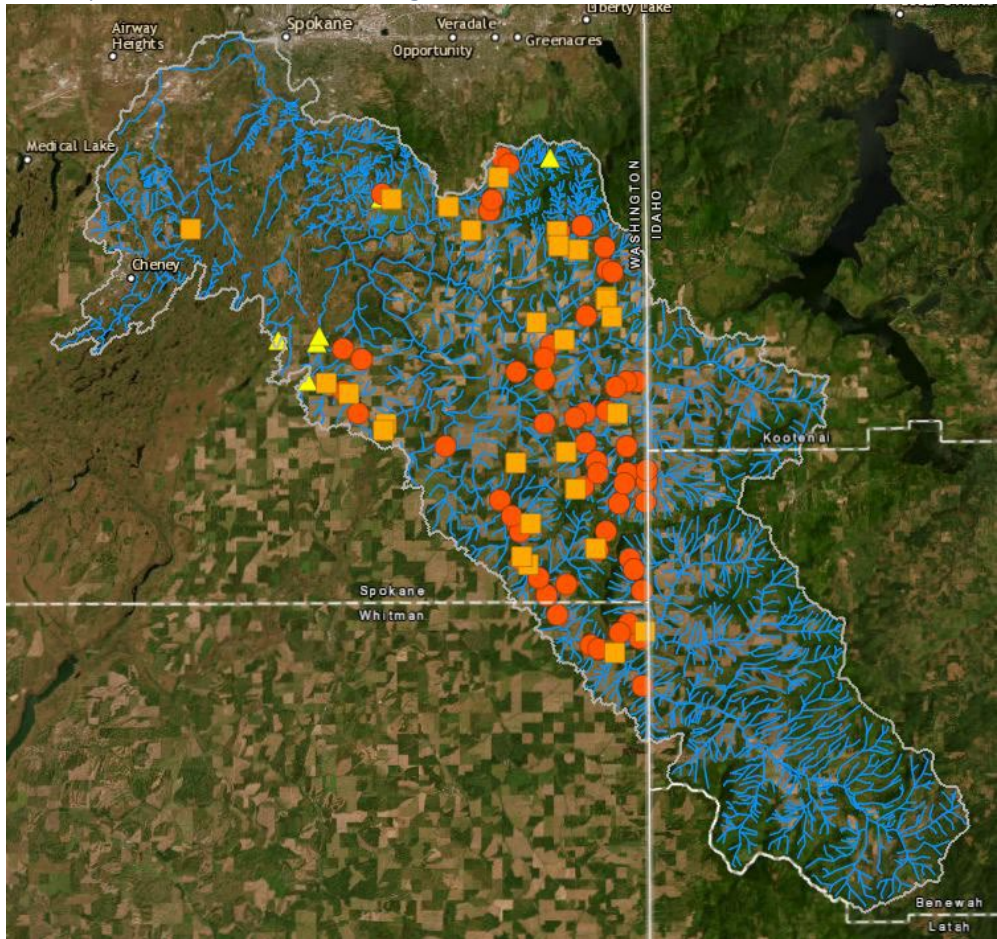 Liberty Lake
Spokane
Veradale
Airway
Heights
Opportunity
Greenacres
Medical Lake
WASHINGTON
IDAHO
Cheney
Kootenai
Spokane
Whitman
Benewah
Latah